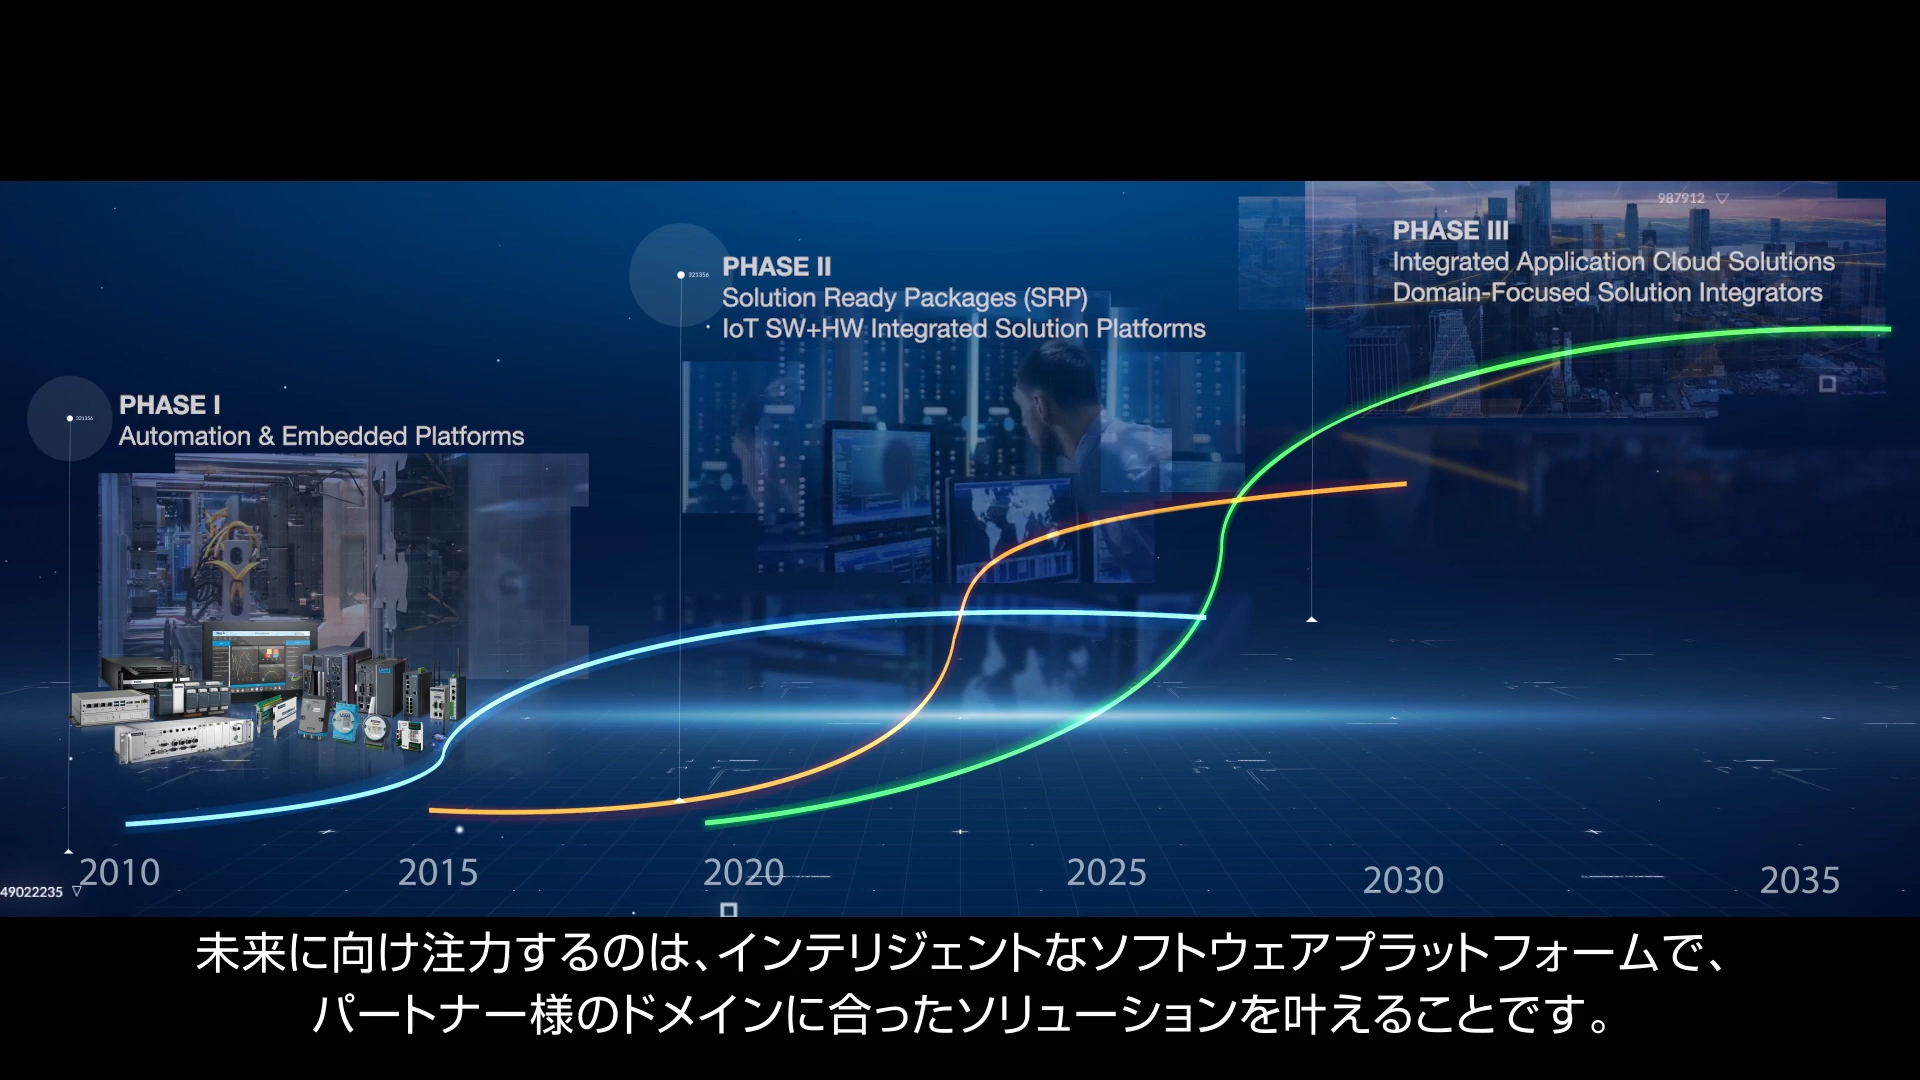 987912
PHASE III
Integrated Application Cloud Solutions
Domain-Focused Solution Integrators
321356
PHASE II
Solution Ready Packages (SRP)
IoT SW+HW Integrated Solution Platforms
321356
PHASE I
Automation & Embedded Platforms
2010
2015
2020
2025
2030
2035
49022235
未来に向け注力するのは、インテリジェントなソフトウェアプラットフォームで、
パートナー様のドメインに合ったソリューションを叶えることです。